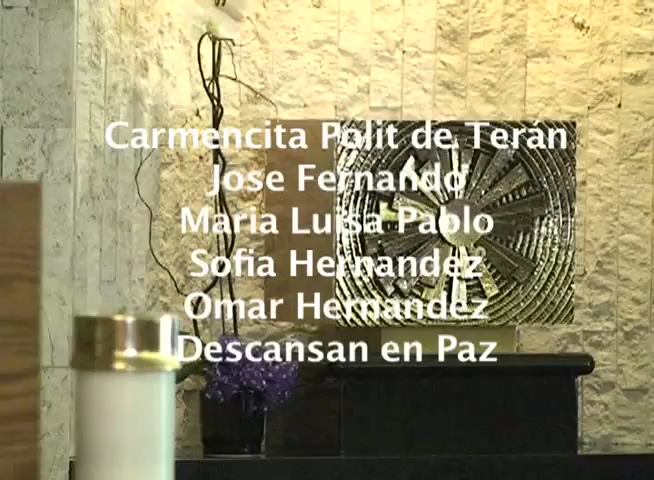 Carmencita Polit de Terán
Jose Fernando
Maria Luisa Pablo
Sofia Hernandez
Omar Hernandez
Descansan en Paz